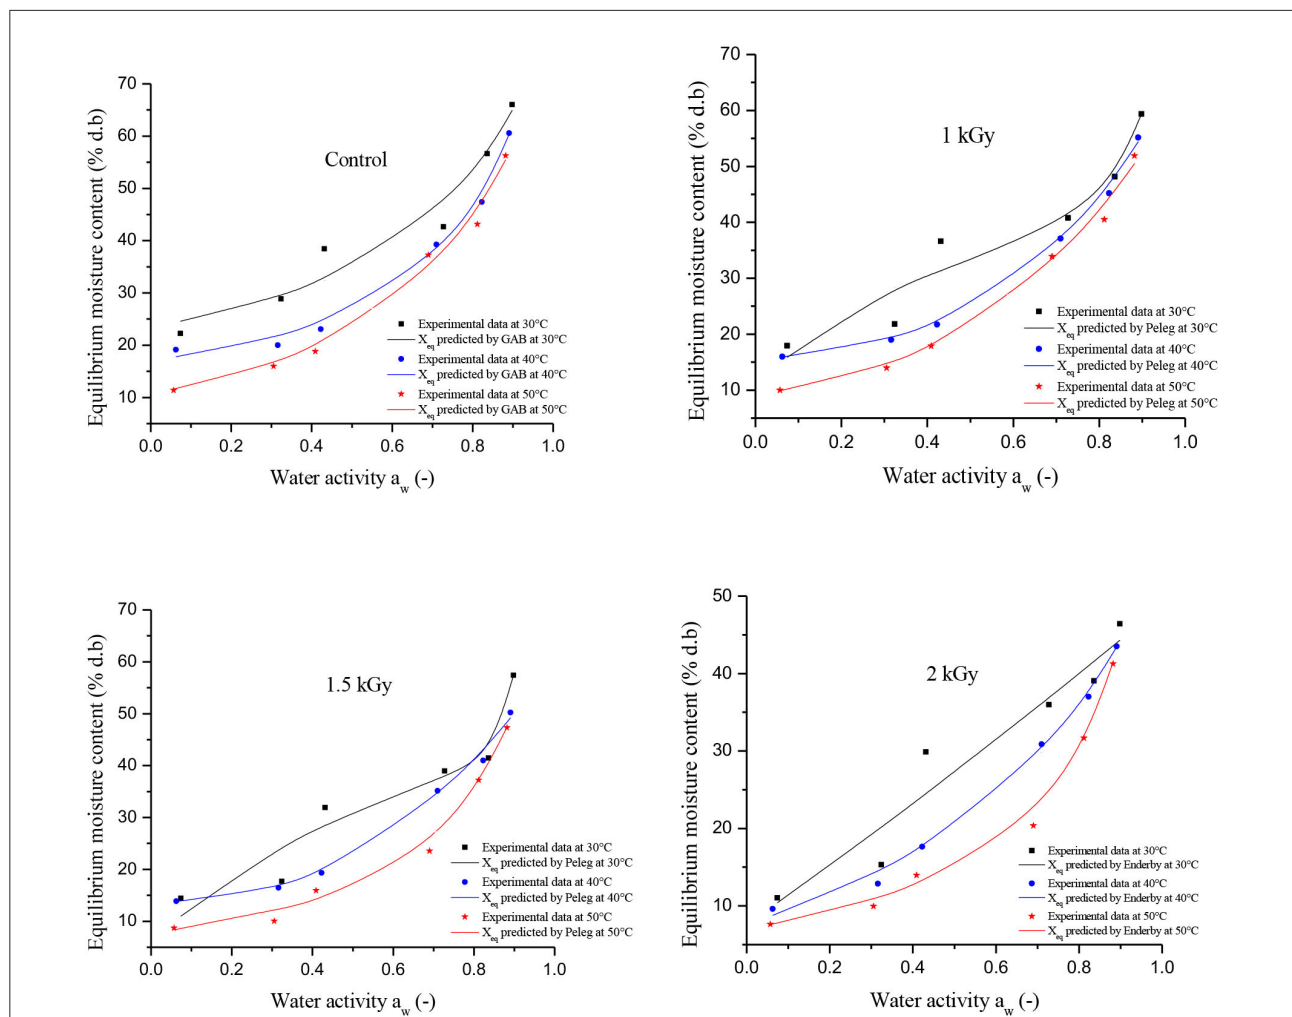 Control
Equilibrium moisture content (% d.b)
70
60
50
40
30
20
10
Experimental data at 30°C
Xeq predicted by GAB at 30°C
Experimental data at 40°C
Xeq predicted by GAB at 40°C
Experimental data at 50°C
Xeq predicted by GAB at 50°C
0.0 0.2 0.4 0.6 0.8 1.0
Water activity aw (-)
1 kGy
Equilibrium moisture content (% d.b)
70
60
50
40
30
20
10
5
Experimental data at 30°C
Xeq predicted by Peleg at 30°C
Experimental data at 40°C
Xeq predicted by Peleg at 40°C
Experimental data at 50°C
Xeq predicted by Peleg at 50°C
0.0 0.2 0.4 0.6 0.8 1.0
Water activity aw (-)
1.5 kGy
Equilibrium moisture content (% d.b)
70
60
50
40
30
20
10
Experimental data at 30°C
Xeq predicted by Peleg at 30°C
Experimental data at 40°C
Xeq predicted by Peleg at 40°C
Experimental data at 50°C
Xeq predicted by Peleg at 50°C
0.0 0.2 0.4 0.6 0.8 1.0
Water activity aw (-)
2 kGy
Equilibrium moisture content (% d.b)
50
40
30
20
10
Experimental data at 30°C
Xeq predicted by Enderby at 30°C
Experimental data at 40°C
Xeq predicted by Enderby at 40°C
Experimental data at 50°C
Xeq predicted by Enderby at 50°C
0.0 0.2 0.4 0.6 0.8 1.0
Water activity aw (-)